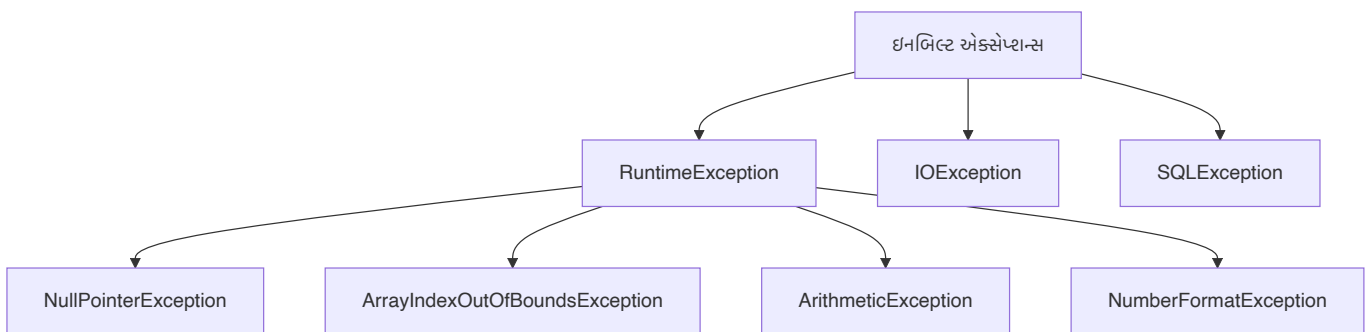 ઇનબિલ્ટ એક્સેપ્શન્સ
RuntimeException
IOException
SQLException
NullPointerException
ArrayIndexOutOfBoundsException
ArithmeticException
NumberFormatException